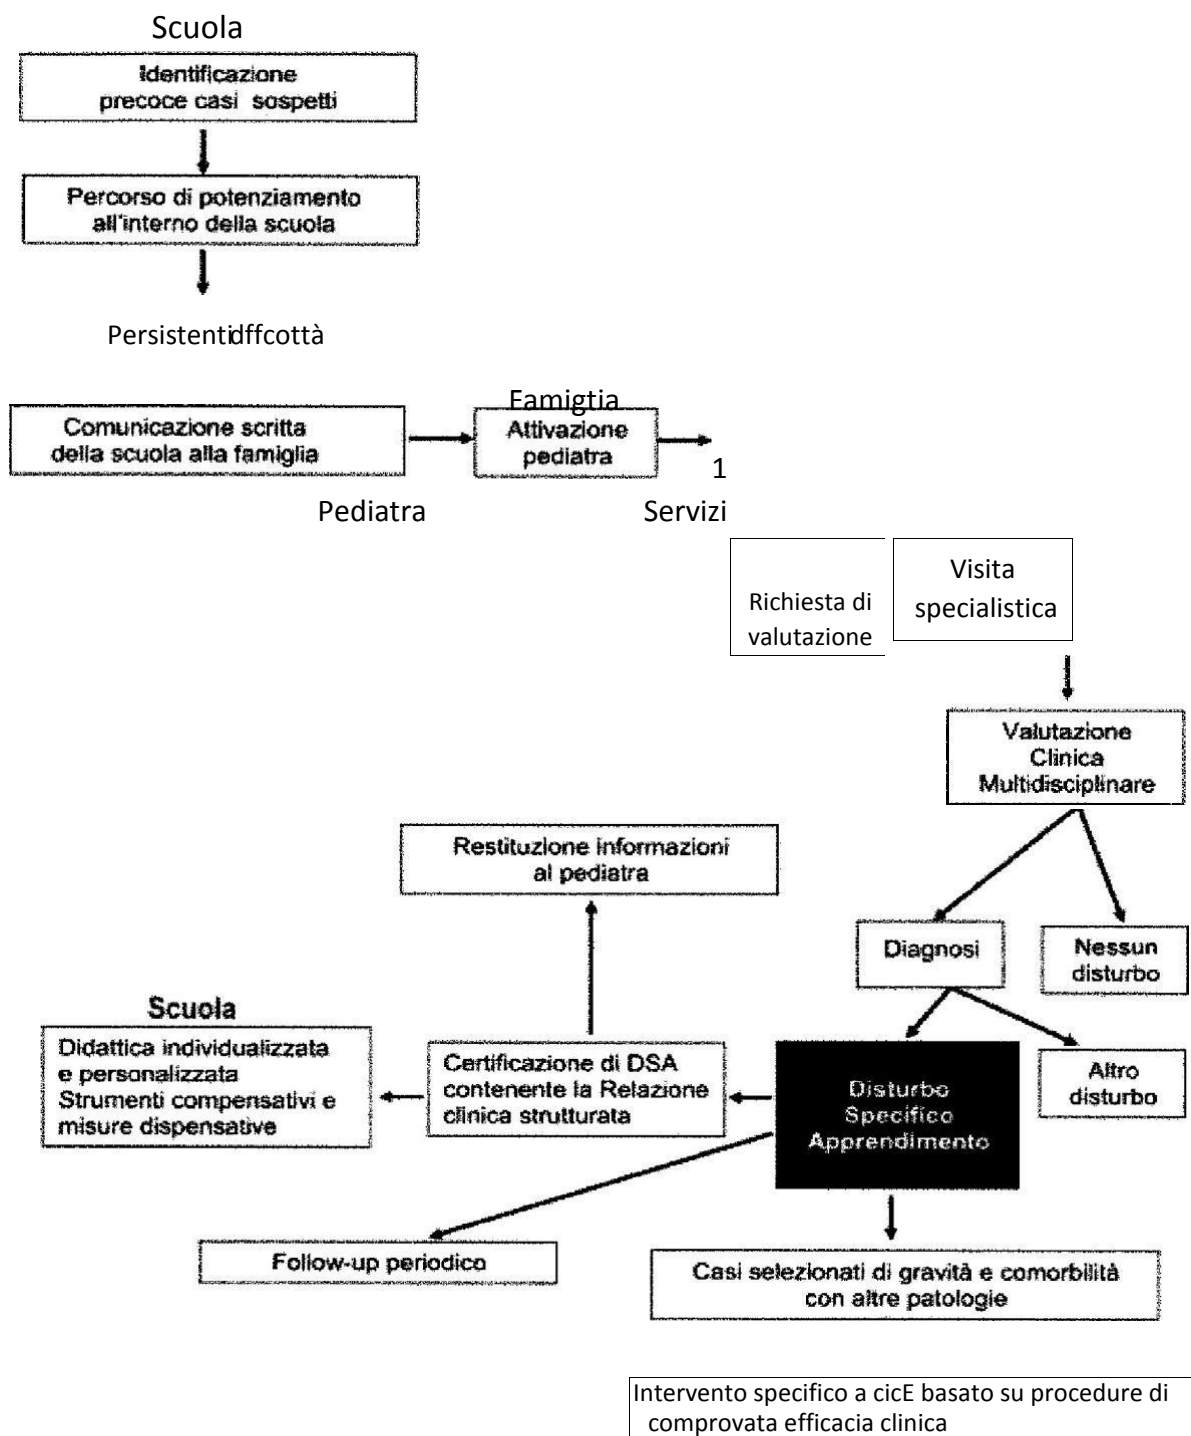 Scuola
Identificazione
precoce casi sospetti
Percorso di potenziamento
all'interno della scuola
Persistentidffcottà
Famigtia
Comunicazione scritta
della scuola alla famiglia
Attivazione
pediatra
1
Pediatra
Servizi
Richiesta di
valutazione
Visita
specialistica
Valutazione
Clinica
Multidisciplinare
Restituzione informazioni
al pediatra
Diagnosi
Nessun
disturbo
Scuola
Didattica individualizzata
e personalizzata
Strumenti compensativi e
misure dispensative
Certificazione di DSA
contenente la Relazione
clinica strutturata
Disturbo
Specifico
Apprendimento
Altro
disturbo
Follow-up periodico
Casi selezionati di gravità e comorbilità
con altre patologie
Intervento specifico a cicE basato su procedure di
comprovata efficacia clinica